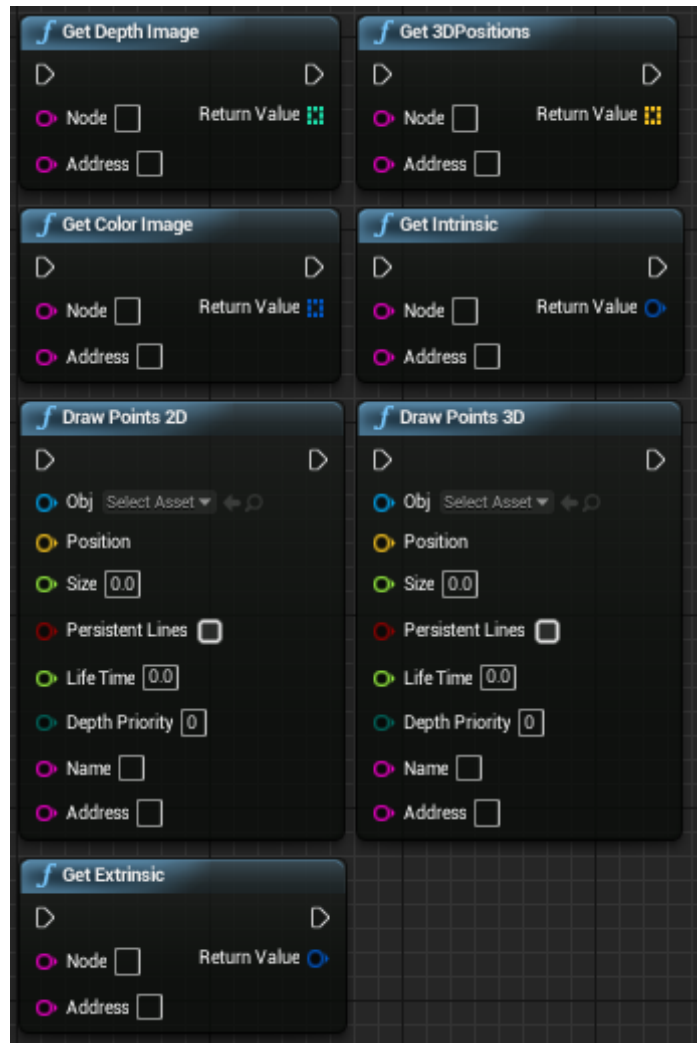 f Get Depth Image
Node
Return Value
Address
f Get 3DPositions
Node
Return Value
Address
f Get Color Image
Node
Return Value
Address
f Get Intrinsic
Node
Return Value
Address
f Draw Points 2D
Obj Select Asset
Position
Size 0.0
Persistent Lines
Life Time 0.0
Depth Priority 0
Name
Address
f Draw Points 3D
Obj Select Asset
Position
Size 0.0
Persistent Lines
Life Time 0.0
Depth Priority 0
Name
Address
f Get Extrinsic
Node
Return Value
Address